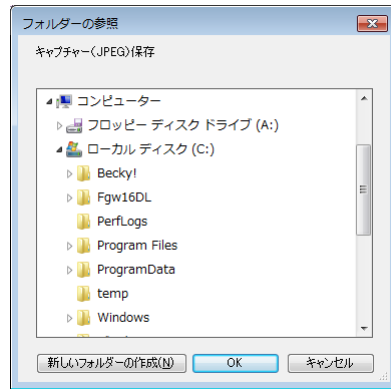 フォルダーの参照
キャプチャー(JPEG)保存
コンピューター
フロッピー ディスク ドライブ (A:)
ローカル ディスク (C:)
Becky!
Fgw16DL
PerfLogs
Program Files
ProgramData
temp
Windows
新しいフォルダーの作成(N)
OK
キャンセル